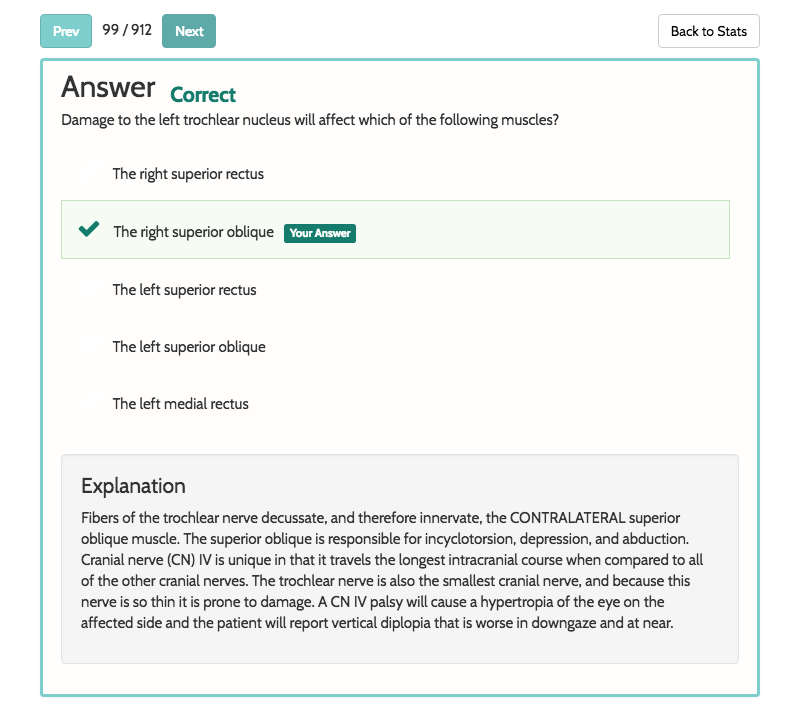 Prev 99 / 912 Next Back to Stats
Answer Correct
Damage to the left trochlear nucleus will affect which of the following muscles?
The right superior rectus
The right superior oblique Your Answer
The left superior rectus
The left superior oblique
The left medial rectus
Explanation
Fibers of the trochlear nerve decussate, and therefore innervate, the CONTRALATERAL superior
oblique muscle. The superior oblique is responsible for incyclotorsion, depression, and abduction.
Cranial nerve (CN) IV is unique in that it travels the longest intracranial course when compared to all
of the other cranial nerves. The trochlear nerve is also the smallest cranial nerve, and because this
nerve is so thin it is prone to damage. A CN IV palsy will cause a hypertropia of the eye on the
affected side and the patient will report vertical diplopia that is worse in downgaze and at near.